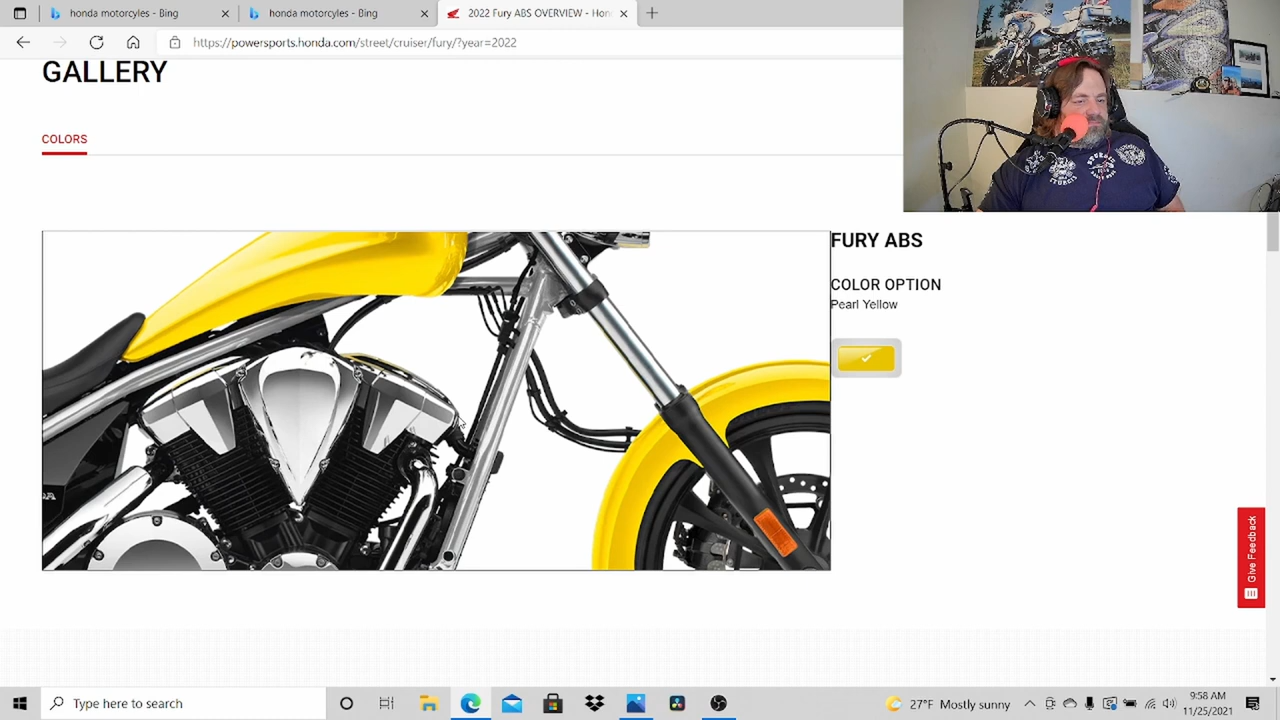 honda motorcyles - Bing
honda motorcyles - Bing
2022 Fury ABS OVERVIEW - Hon
https://powersports.honda.com/street/cruiser/fury/?year=2022
GALLERY
COLORS
FURY ABS
COLOR OPTION
Pearl Yellow
Give Feedback
STURGIS
STURGIS
Type here to search
27°F Mostly sunny
9:58 AM
11/25/2021